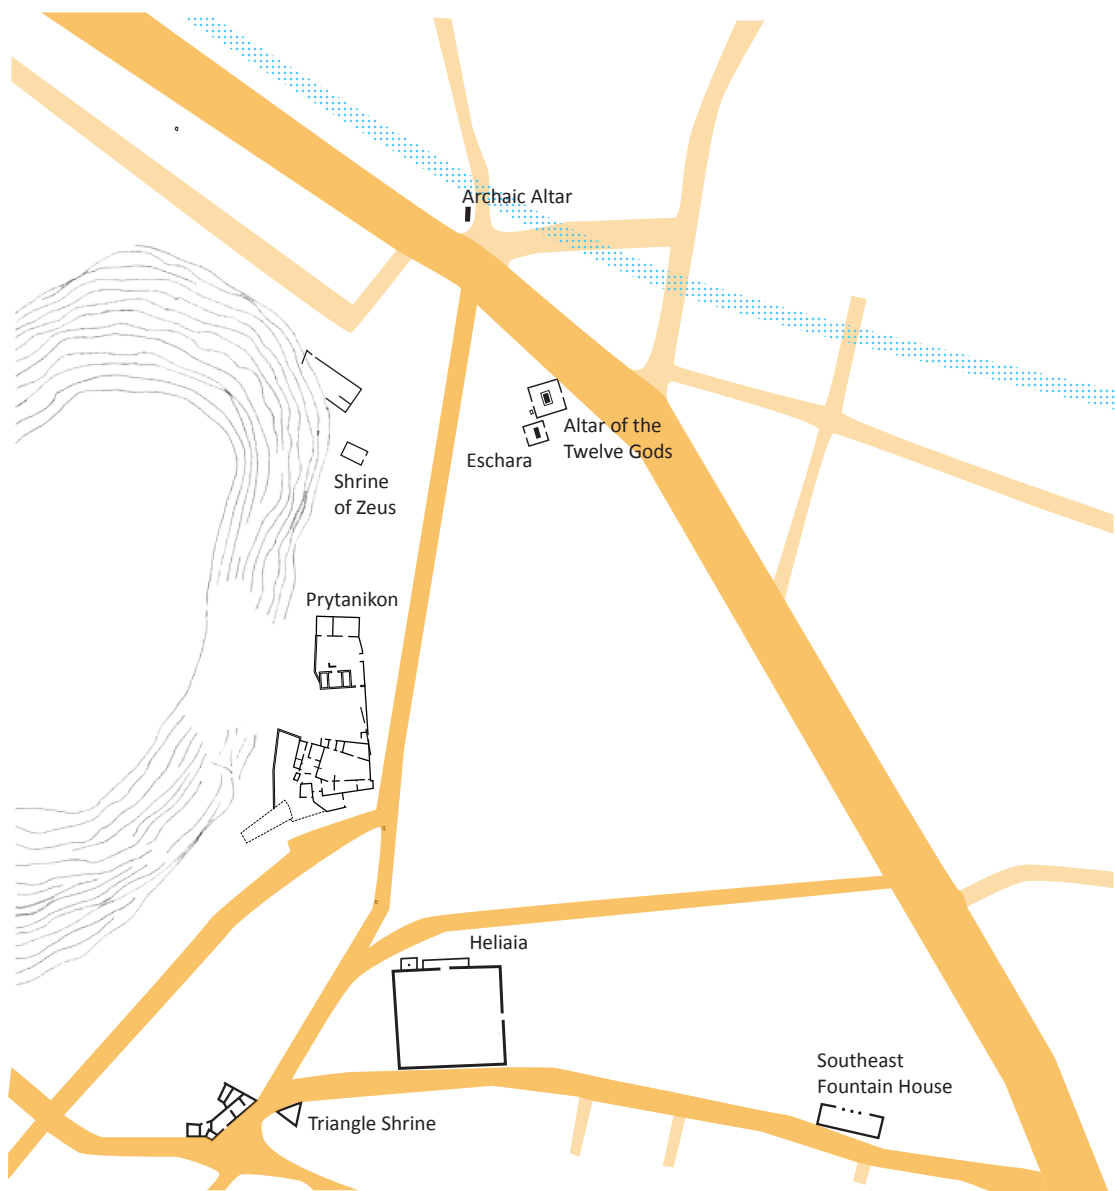 Archaic Altar
Altar of the
Twelve Gods
Eschara
Shrine
of Zeus
Prytanikon
Heliaia
Southeast
Fountain House
Triangle Shrine